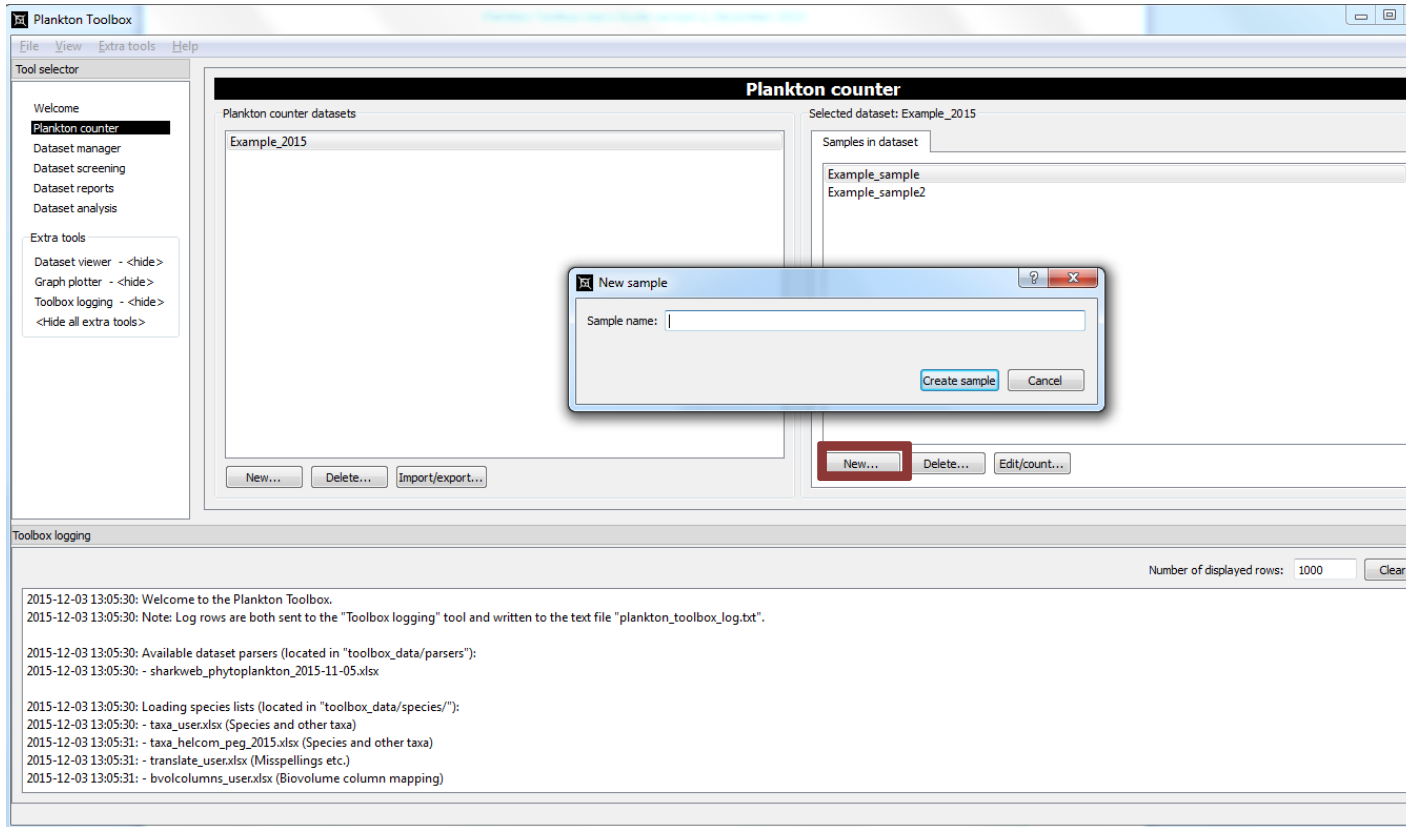 Plankton Toolbox
File View Extra tools Help
Tool selector
Welcome
Plankton counter
Dataset manager
Dataset screening
Dataset reports
Dataset analysis
Extra tools
Dataset viewer - <hide>
Graph plotter - <hide>
Toolbox logging - <hide>
<Hide all extra tools>
Plankton counter
Plankton counter datasets
Example_2015
New... Delete... Import/export...
Selected dataset: Example_2015
Samples in dataset
Example_sample
Example_sample2
New... Delete... Edit/count...
New sample
Sample name:
Create sample Cancel
Toolbox logging
Number of displayed rows: 1000 Clear
2015-12-03 13:05:30: Welcome to the Plankton Toolbox.
2015-12-03 13:05:30: Note: Log rows are both sent to the "Toolbox logging" tool and written to the text file "plankton_toolbox_log.txt".
2015-12-03 13:05:30: Available dataset parsers (located in "toolbox_data/parsers"):
2015-12-03 13:05:30: - sharkweb_phytoplankton_2015-11-05.xlsx
2015-12-03 13:05:30: Loading species lists (located in "toolbox_data/species/"):
2015-12-03 13:05:30: - taxa_user.xlsx (Species and other taxa)
2015-12-03 13:05:31: - taxa_helcom_peg_2015.xlsx (Species and other taxa)
2015-12-03 13:05:31: - translate_user.xlsx (Misspellings etc.)
2015-12-03 13:05:31: - bvolcolumns_user.xlsx (Biovolume column mapping)